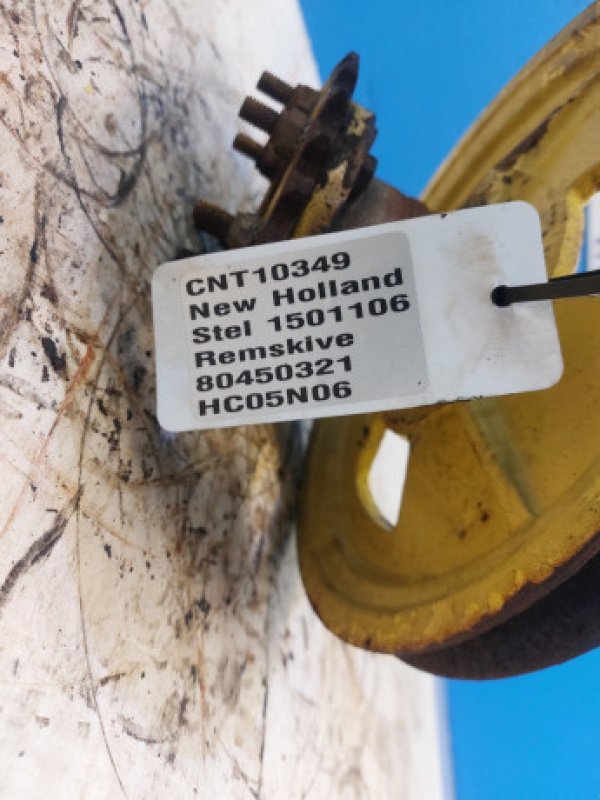 CNT10349
New Holland
Stel 1501106
Remskive
80450321
HC05N06